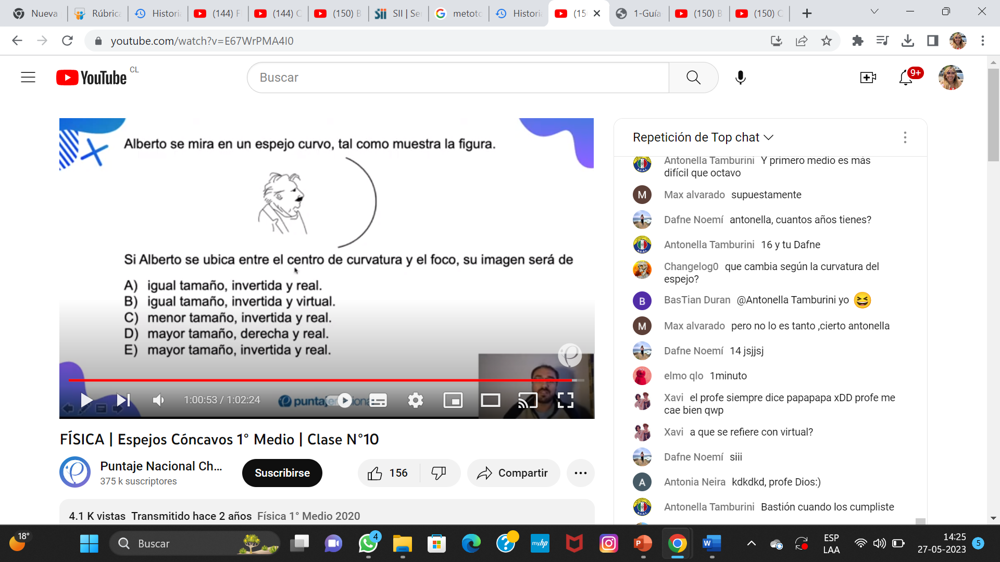 Nueva
Rúbric
Histori
(144) F
(144) C
(150) B
SII | Se
metoto
Histori
(15
1-Guía
(150) B
(150) C
youtube.com/watch?v=E67WrPMA4I0
YouTube CL
Buscar
9+
Alberto se mira en un espejo curvo, tal como muestra la figura.
Si Alberto se ubica entre el centro de curvatura y el foco, su imagen será de
A) igual tamaño, invertida y real.
B) igual tamaño, invertida y virtual.
C) menor tamaño, invertida y real.
D) mayor tamaño, derecha y real.
E) mayor tamaño, invertida y real.
1:00:53 / 1:02:24
FÍSICA | Espejos Cóncavos 1° Medio | Clase N°10
Puntaje Nacional Ch...
375 k suscriptores
Suscribirse
156
Compartir
4.1 K vistas Transmitido hace 2 años Física 1° Medio 2020
Repetición de Top chat
Antonella Tamburini Y primero medio es más
difícil que octavo
M Max alvarado supuestamente
Dafne Noemí antonella, cuantos años tienes?
Antonella Tamburini 16 y tu Dafne
Changelog0 que cambia según la curvatura del
espejo?
B BasTian Duran @Antonella Tamburini yo 😆
M Max alvarado pero no lo es tanto ,cierto antonella
Dafne Noemí 14 jsjjsj
elmo qlo 1minuto
Xavi el profe siempre dice papapapa xDD profe me
cae bien qwp
Xavi a que se refiere con virtual?
Dafne Noemí siii
A Antonia Neira kdkdkd, profe Dios:)
Antonella Tamburini Bastión cuando los cumpliste
18°
Buscar
4
myhp
ESP
LAA
14:25
27-05-2023
5